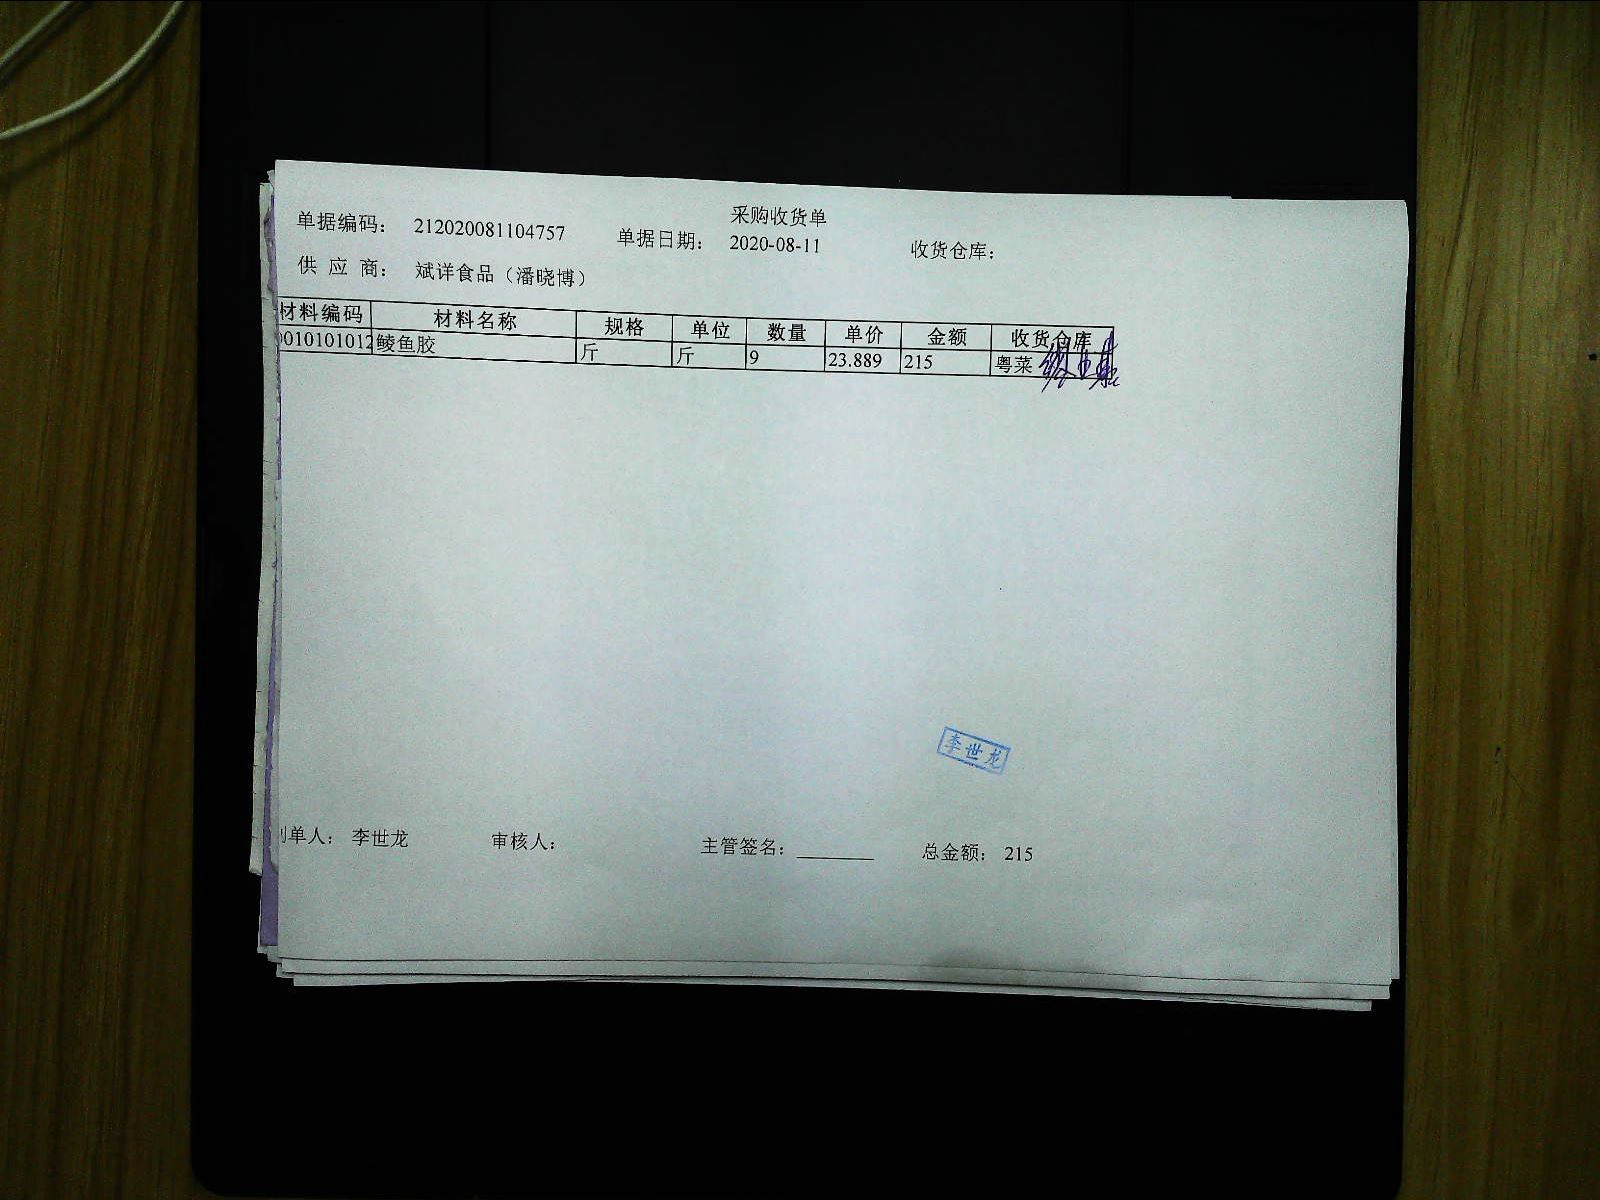 采购收货单
单据编码： 212020081104757 单据日期： 2020-08-11 收货仓库：
供 应 商： 斌详食品（潘晓博）
材料编码 材料名称 规格 单位 数量 单价 金额 收货仓库
0010101012 鲮鱼胶 斤 斤 9 23.889 215 粤菜
李世龙
制单人： 李世龙 审核人： 主管签名：________ 总金额： 215